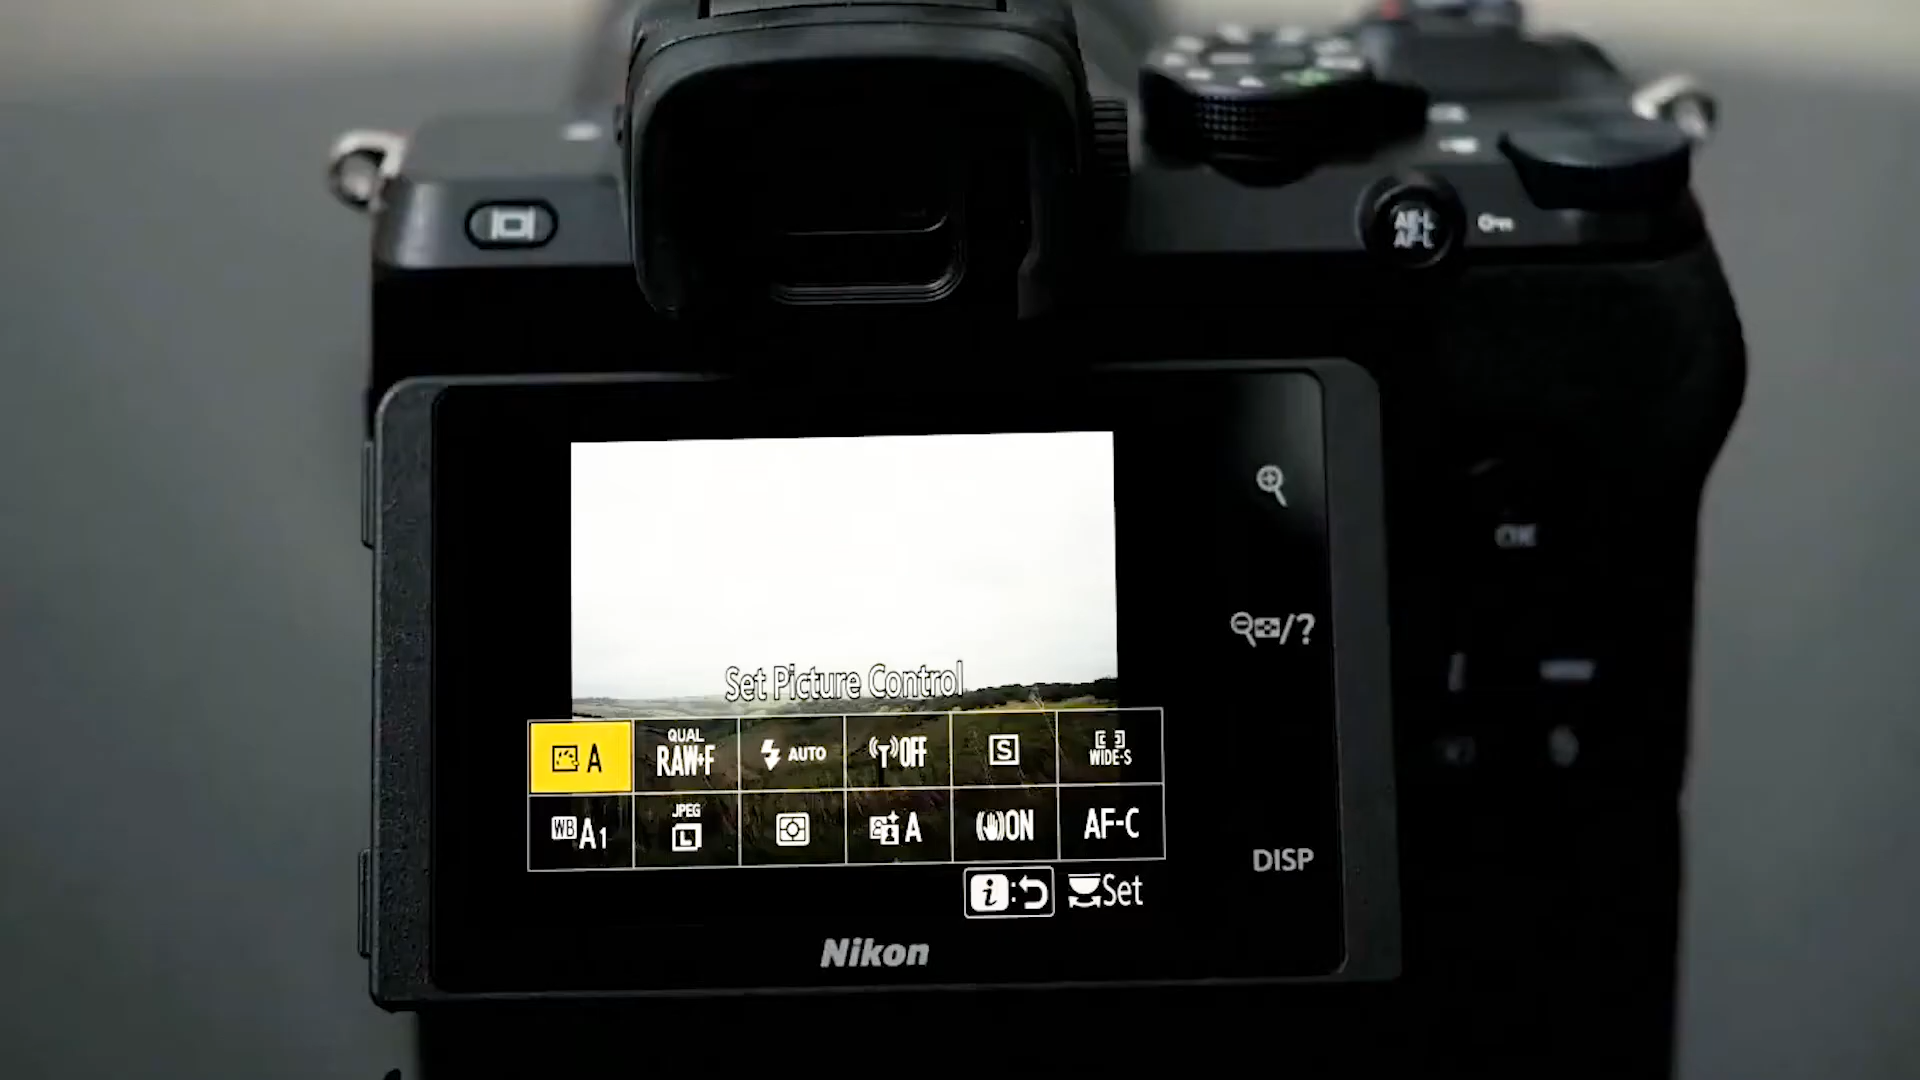 AE-L
AF-L
Set Picture Control
A
QUAL
RAW+F
AUTO
OFF
S
WIDE-S
WB A1
JPEG
L
A
ON
AF-C
i : Set
/?
DISP
OK
Nikon